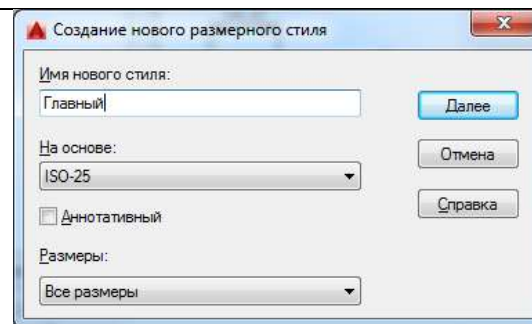 Создание нового размерного стиля
Имя нового стиля:
Главный
Далее
На основе:
Отмена
ISO-25
Справка
Аннотативный
Размеры:
Все размеры